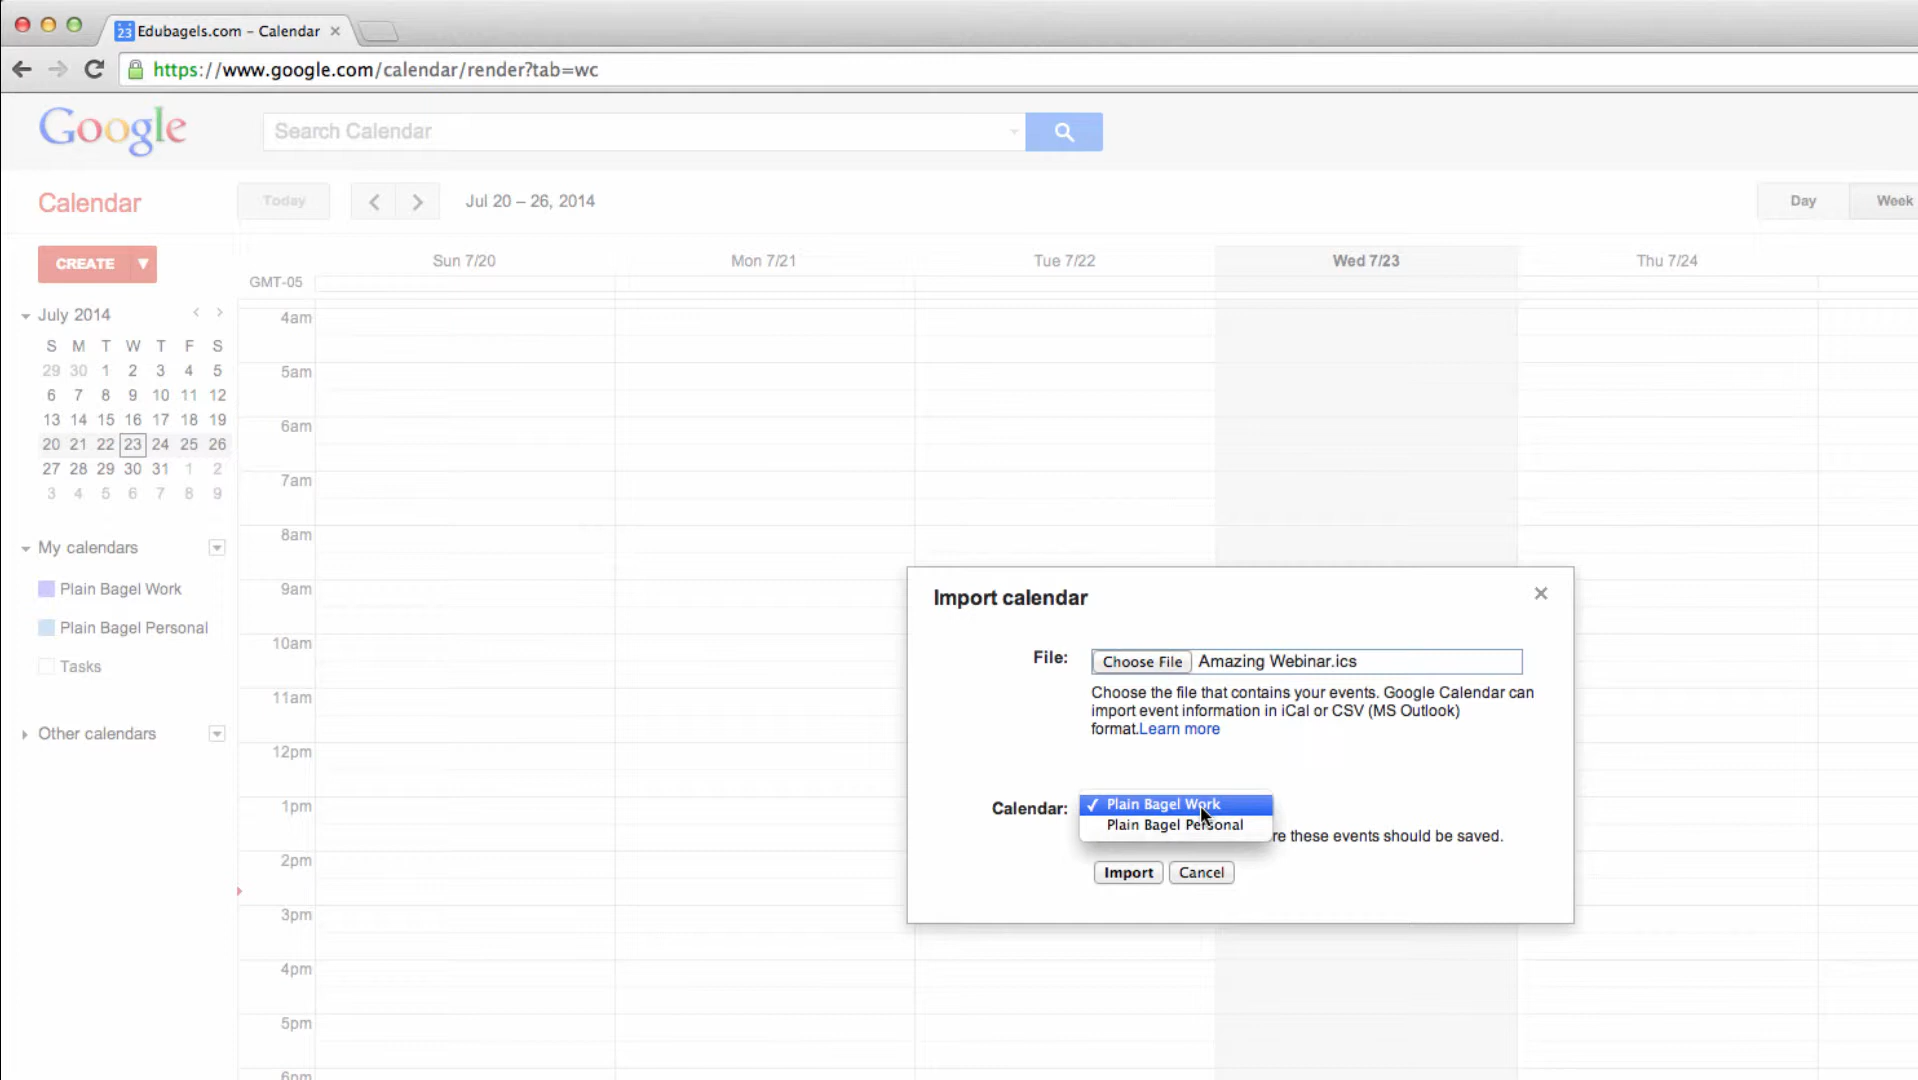 23 Edubagels.com – Calendar
https://www.google.com/calendar/render?tab=wc
Google
Search Calendar
Calendar
Today
Jul 20 – 26, 2014
Day
Week
CREATE
Sun 7/20
Mon 7/21
Tue 7/22
Wed 7/23
Thu 7/24
GMT-05
July 2014
S M T W T F S
29 30 1 2 3 4 5
6 7 8 9 10 11 12
13 14 15 16 17 18 19
20 21 22 23 24 25 26
27 28 29 30 31 1 2
3 4 5 6 7 8 9
My calendars
Plain Bagel Work
Plain Bagel Personal
Tasks
Other calendars
4am
5am
6am
7am
8am
9am
10am
11am
12pm
1pm
2pm
3pm
4pm
5pm
6pm
Import calendar
File:
Choose File Amazing Webinar.ics
Choose the file that contains your events. Google Calendar can
import event information in iCal or CSV (MS Outlook)
format.Learn more
Calendar:
✓ Plain Bagel Work
Plain Bagel Personal
re these events should be saved.
Import
Cancel